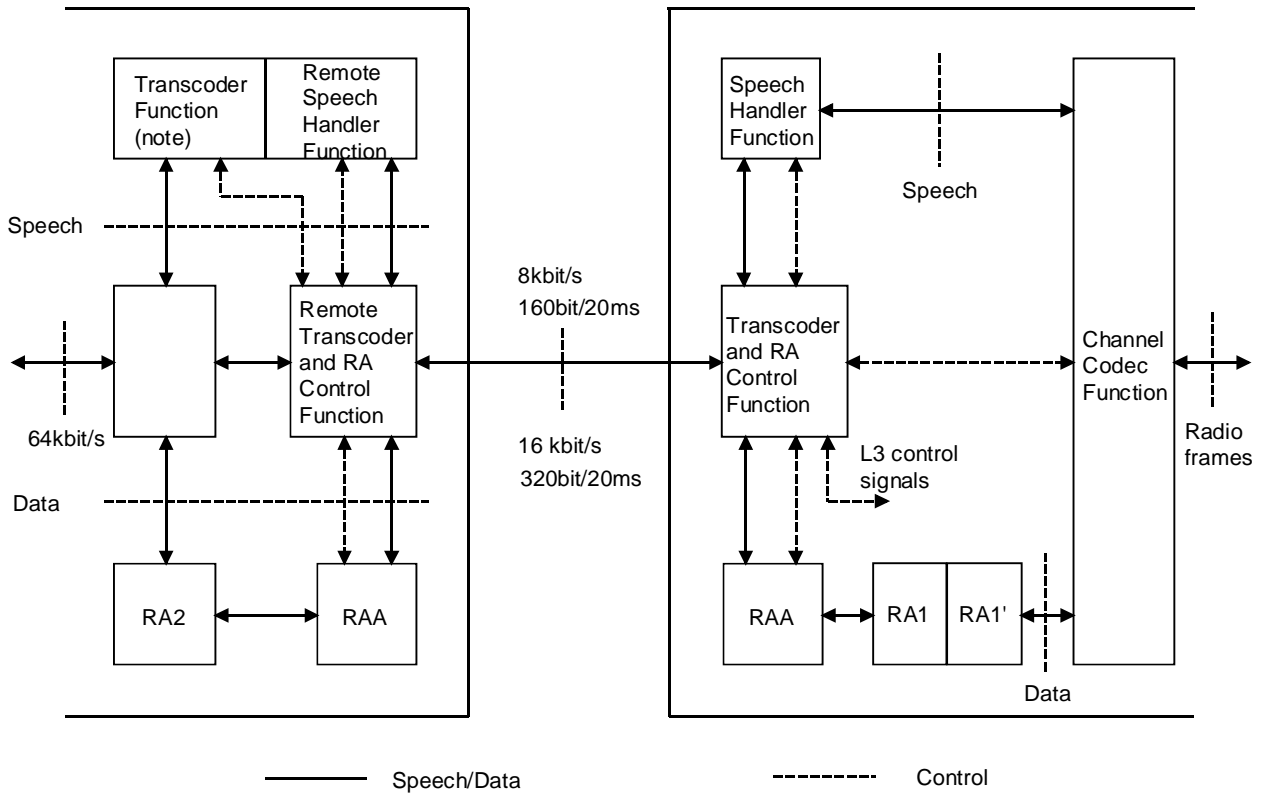 Transcoder
Function
(note)
Remote
Speech
Handler
Function
Speech
Handler
Function
Speech
Speech
8kbit/s
160bit/20ms
Remote
Transcoder
and RA
Control
Function
Transcoder
and RA
Control
Function
Channel
Codec
Function
64kbit/s
16 kbit/s
320bit/20ms
L3 control
signals
Radio
frames
Data
RA2
RAA
RAA
RA1
RA1'
Data
Speech/Data
Control